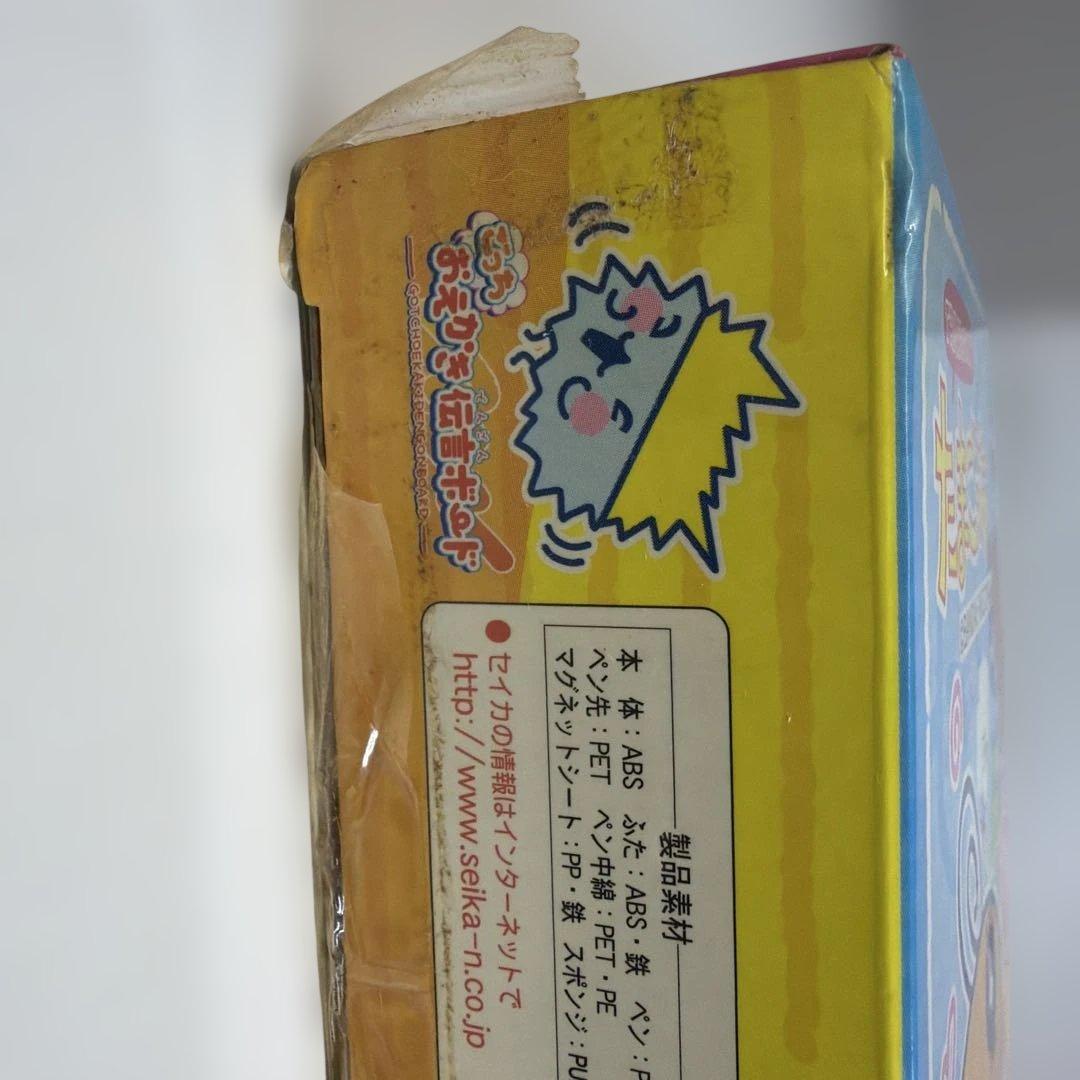 ごっち
おえかき伝言ボード
でんごん
GOTCHOEKAKIDENGONBOARD
製品素材
本 体:ABS ふた:ABS・鉄 ペン:P
ペン先:PET ペン中綿:PET・PE
マグネットシート:PP・鉄 スポンジ:PU
●セイカの情報はインターネットで
http://www.seika-n.co.jp